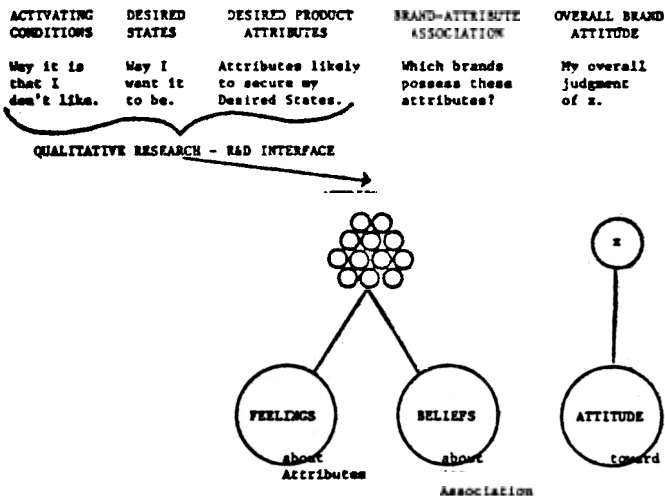 ACTIVATING CONDITIONS
Way it is
that I
don't like.
DESIRED STATES
Way I
want it
to be.
DESIRED PRODUCT ATTRIBUTES
Attributes likely
to secure my
Desired States.
BRAND-ATTRIBUTE ASSOCIATION
Which brands
possess these
attributes?
OVERALL BRAND ATTITUDE
My overall
judgment
of x.
QUALITATIVE RESEARCH - R&D INTERFACE
x
FEELINGS
about
Attributes
BELIEFS
about
Association
ATTITUDE
toward